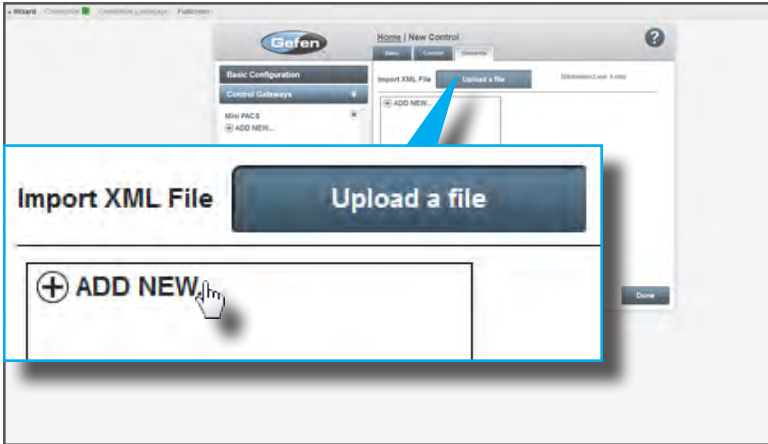 Wizard Connection Fullscreen
Gefen
Home | New Control
?
Basic Configuration
Control Gateways
Mini PACS
ADD NEW...
Import XML File Upload a file
ADD NEW...
Done
Import XML File Upload a file
ADD NEW.